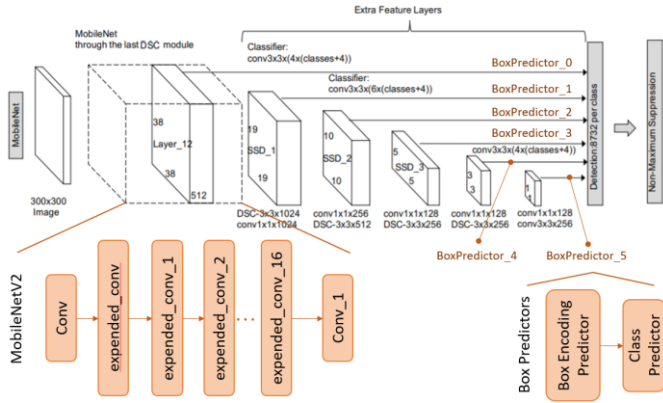 Extra Feature Layers
MobileNet
through the last DSC module
Classifier:
conv3x3x(4x(classes+4))
BoxPredictor_0
Classifier:
conv3x3x(6x(classes+4))
BoxPredictor_1
BoxPredictor_2
BoxPredictor_3
conv3x3x(4x(classes+4))
MobileNet
300x300
Image
38
Layer_12
38
512
19
SSD_1
19
10
SSD_2
10
5
SSD_3
5
3
3
1
1
Detection:8732 per class
Non-Maximum Suppression
DSC-3x3x1024
conv1x1x1024
conv1x1x256
DSC-3x3x512
conv1x1x128
DSC-3x3x256
conv1x1x128
DSC-3x3x256
conv1x1x128
conv3x3x256
BoxPredictor_4
BoxPredictor_5
MobileNetV2
Conv
expended_conv
expended_conv_1
expended_conv_2
...
expended_conv_16
Conv_1
Box Predictors
Box Encoding
Predictor
Class
Predictor